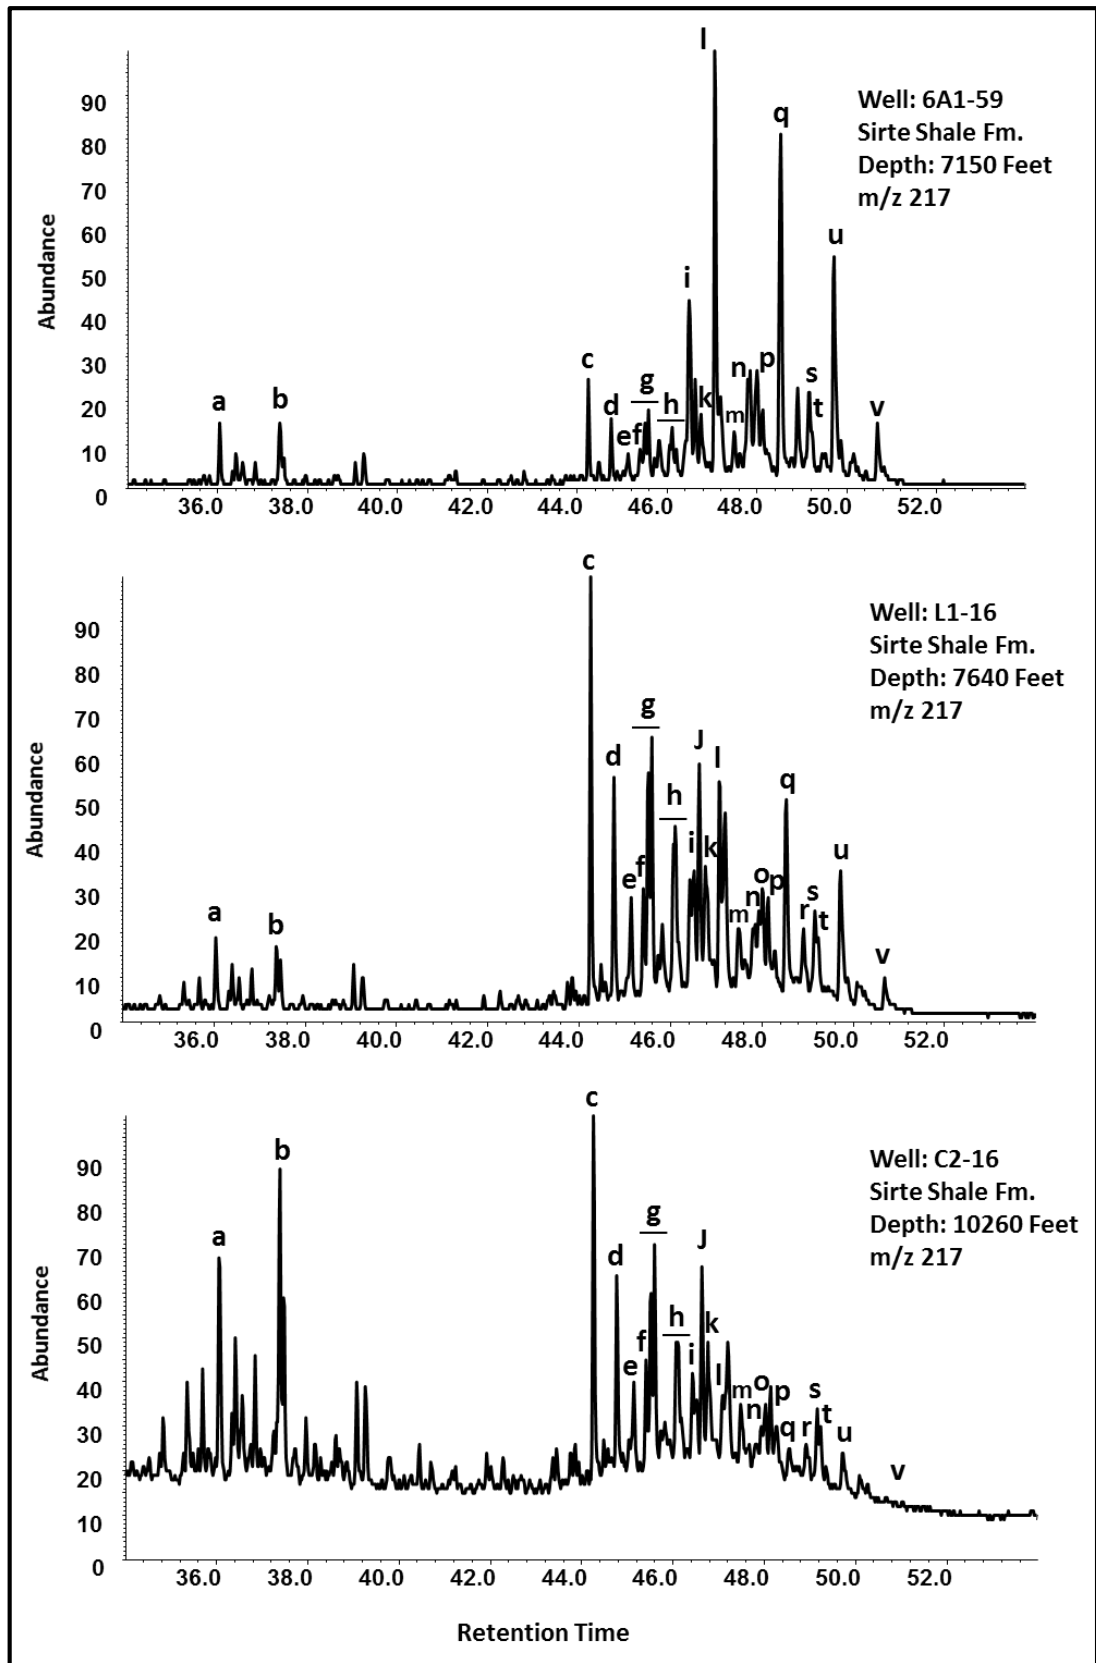 l
90
80
70
60
50
40
30
20
10
0
Abundance
Well: 6A1-59
Sirte Shale Fm.
Depth: 7150 Feet
m/z 217
a
b
c
d
e
f
g
h
i
k
m
n
p
q
s
t
u
v
36.0 38.0 40.0 42.0 44.0 46.0 48.0 50.0 52.0
c
90
80
70
60
50
40
30
20
10
0
Abundance
Well: L1-16
Sirte Shale Fm.
Depth: 7640 Feet
m/z 217
a
b
d
e
f
g
h
i
J
k
l
m
n
o
p
q
r
s
t
u
v
36.0 38.0 40.0 42.0 44.0 46.0 48.0 50.0 52.0
c
90
80
70
60
50
40
30
20
10
0
Abundance
Well: C2-16
Sirte Shale Fm.
Depth: 10260 Feet
m/z 217
a
b
d
e
f
g
h
i
J
k
l
m
n
o
p
q
r
s
t
u
v
36.0 38.0 40.0 42.0 44.0 46.0 48.0 50.0 52.0
Retention Time